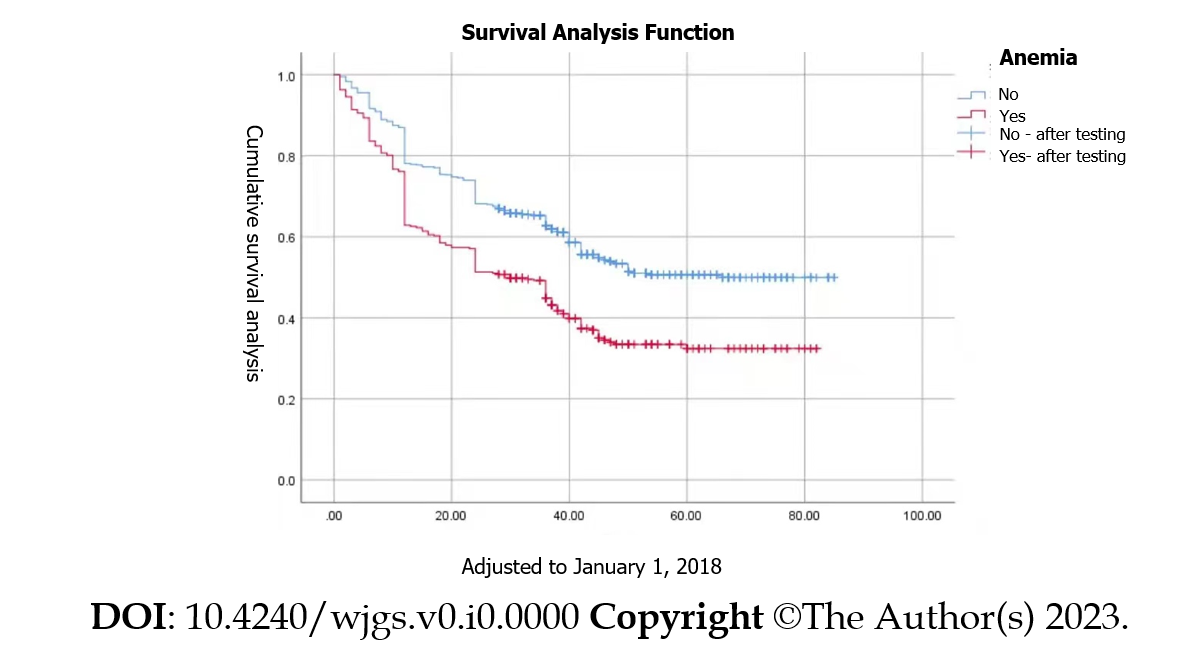 Survival Analysis Function
Anemia
No
Yes
No - after testing
Yes- after testing
Cumulative survival analysis
1.0
0.8
0.6
0.4
0.2
0.0
.00 20.00 40.00 60.00 80.00 100.00
Adjusted to January 1, 2018
DOI: 10.4240/wjgs.v0.i0.0000 Copyright ©The Author(s) 2023.